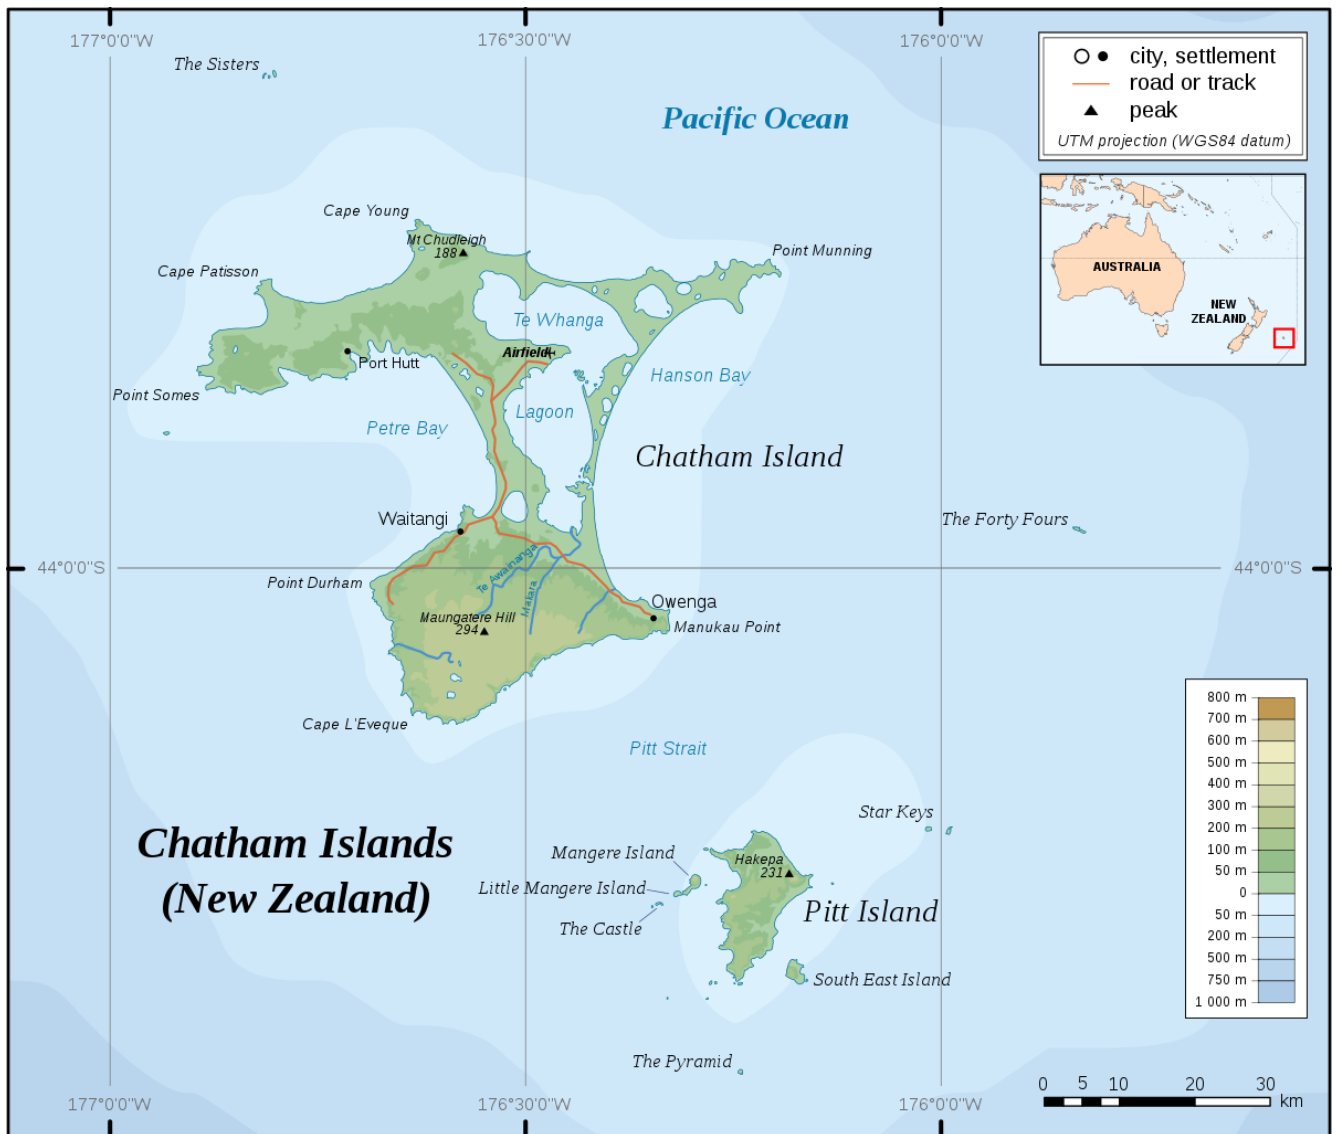 177°0'0"W
176°30'0"W
176°0'0"W
The Sisters
Pacific Ocean
city, settlement
road or track
peak
UTM projection (WGS84 datum)
AUSTRALIA
NEW
ZEALAND
Cape Young
Mt Chudleigh
188
Point Munning
Cape Patisson
Te Whanga
Airfield
Port Hutt
Hanson Bay
Point Somes
Lagoon
Petre Bay
Chatham Island
Waitangi
The Forty Fours
44°0'0"S
44°0'0"S
Point Durham
Te Awainanga
Makara
Owenga
Maungatere Hill
294
Manukau Point
Cape L'Eveque
Pitt Strait
800 m
700 m
600 m
500 m
400 m
300 m
200 m
100 m
50 m
0
50 m
200 m
500 m
750 m
1 000 m
Star Keys
Chatham Islands
(New Zealand)
Mangere Island
Hakepa
231
Little Mangere Island
Pitt Island
The Castle
South East Island
The Pyramid
0 5 10 20 30
km
177°0'0"W
176°30'0"W
176°0'0"W